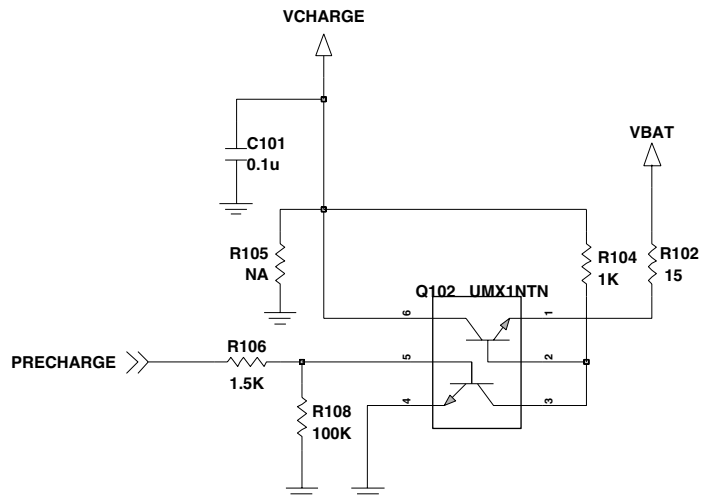 VCHARGE
C101
0.1u
VBAT
R105
NA
R104
1K
R102
15
Q102 UMX1NTN
6
1
PRECHARGE
R106
1.5K
5
2
4
3
R108
100K